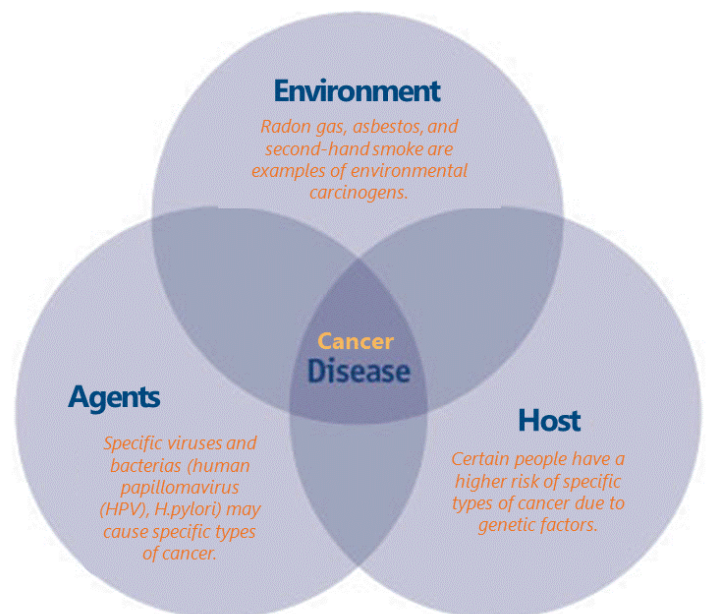 Environment
Radon gas, asbestos, and
second-hand smoke are
examples of environmental
carcinogens.
Cancer
Disease
Agents
Specific viruses and
bacterias (human
papillomavirus
(HPV), H.pylori) may
cause specific types
of cancer.
Host
Certain people have a
higher risk of specific
types of cancer due to
genetic factors.